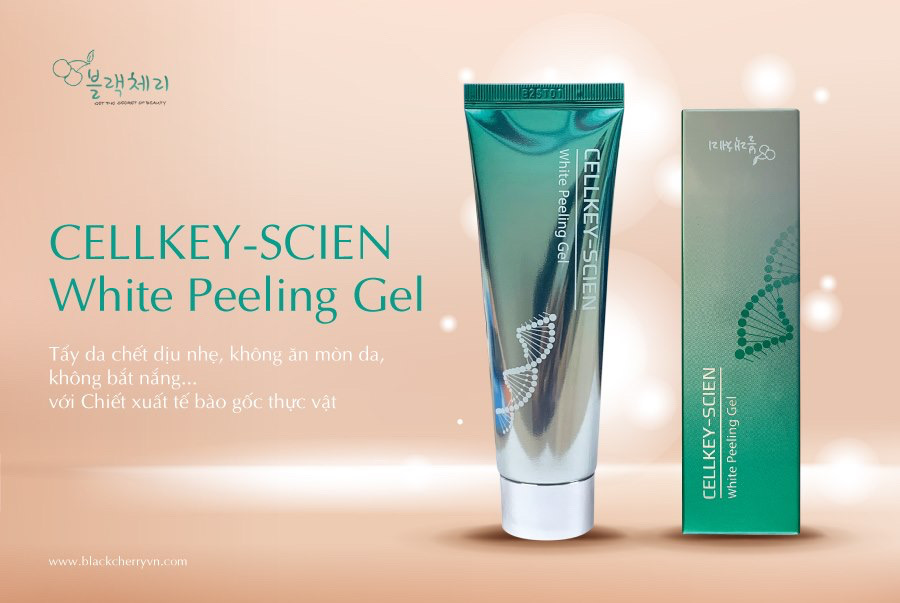 블랙체리
GET THE SECRET OF BEAUTY
CELLKEY-SCIEN
White Peeling Gel
Tẩy da chết dịu nhẹ, không ăn mòn da,
không bắt nắng...
với Chiết xuất tế bào gốc thực vật
www.blackcherryvn.com
B2ST01
CELLKEY-SCIEN
White Peeling Gel
블랙체리
CELLKEY-SCIEN
White Peeling Gel